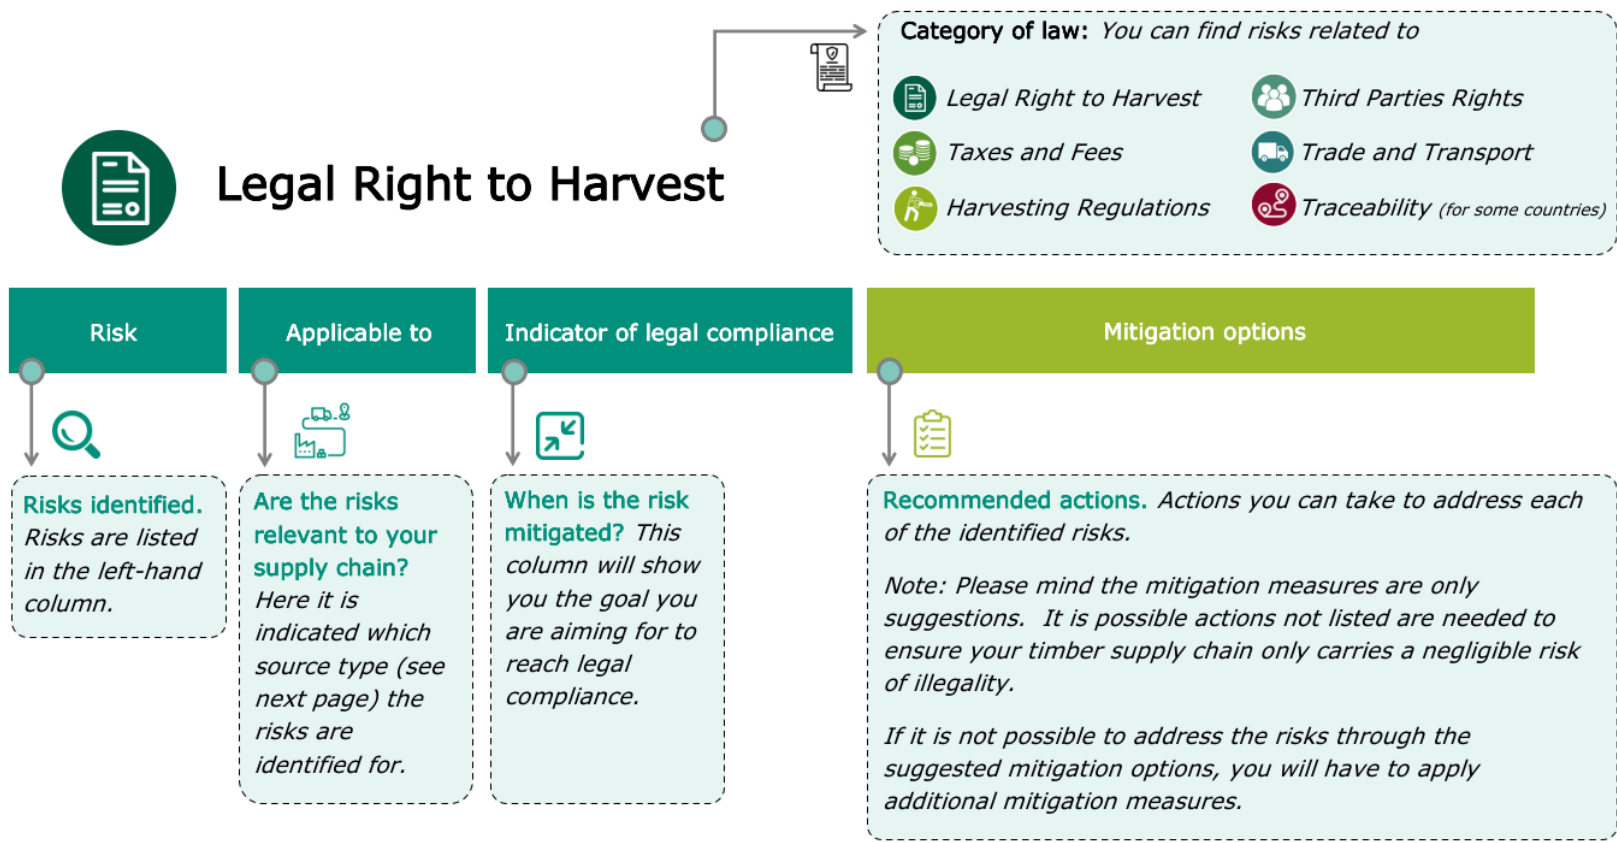 Category of law: You can find risks related to
Legal Right to Harvest
Third Parties Rights
Taxes and Fees
Trade and Transport
Harvesting Regulations
Traceability (for some countries)
Legal Right to Harvest
Risk
Applicable to
Indicator of legal compliance
Mitigation options
Risks identified.
Risks are listed
in the left-hand
column.
Are the risks
relevant to your
supply chain?
Here it is
indicated which
source type (see
next page) the
risks are
identified for.
When is the risk
mitigated? This
column will show
you the goal you
are aiming for to
reach legal
compliance.
Recommended actions. Actions you can take to address each
of the identified risks.
Note: Please mind the mitigation measures are only
suggestions.  It is possible actions not listed are needed to
ensure your timber supply chain only carries a negligible risk
of illegality.
If it is not possible to address the risks through the
suggested mitigation options, you will have to apply
additional mitigation measures.